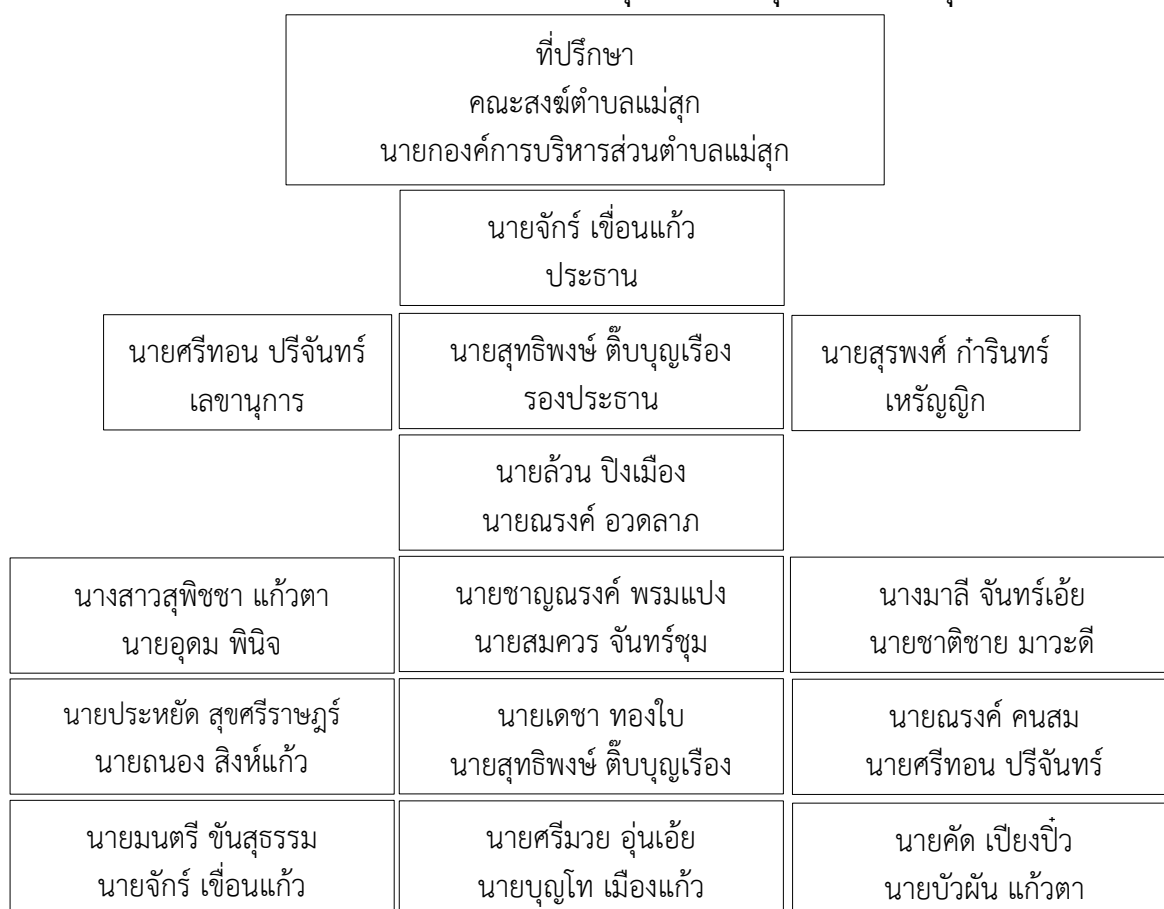 ที่ปรึกษา
คณะสงฆ์ตำบลแม่สุก
นายกองค์การบริหารส่วนตำบลแม่สุก
นายจักร์ เขื่อนแก้ว
ประธาน
นายศรีทอน ปรีจันทร์
เลขานุการ
นายสุทธิพงษ์ ติ๊บบุญเรือง
รองประธาน
นายสุรพงศ์ ก๋ารินทร์
เหรัญญิก
นายล้วน ปิงเมือง
นายณรงค์ อวดลาภ
นางสาวสุพิชชา แก้วตา
นายอุดม พินิจ
นายชาญณรงค์ พรมแปง
นายสมควร จันทร์ชุม
นางมาลี จันทร์เอ้ย
นายชาติชาย มาวะดี
นายประหยัด สุขศรีราษฎร์
นายถนอง สิงห์แก้ว
นายเดชา ทองใบ
นายสุทธิพงษ์ ติ๊บบุญเรือง
นายณรงค์ คนสม
นายศรีทอน ปรีจันทร์
นายมนตรี ขันสุธรรม
นายจักร์ เขื่อนแก้ว
นายศรีมวย อุ่นเอ้ย
นายบุญโท เมืองแก้ว
นายคัด เปียงปิ๋ว
นายบัวผัน แก้วตา